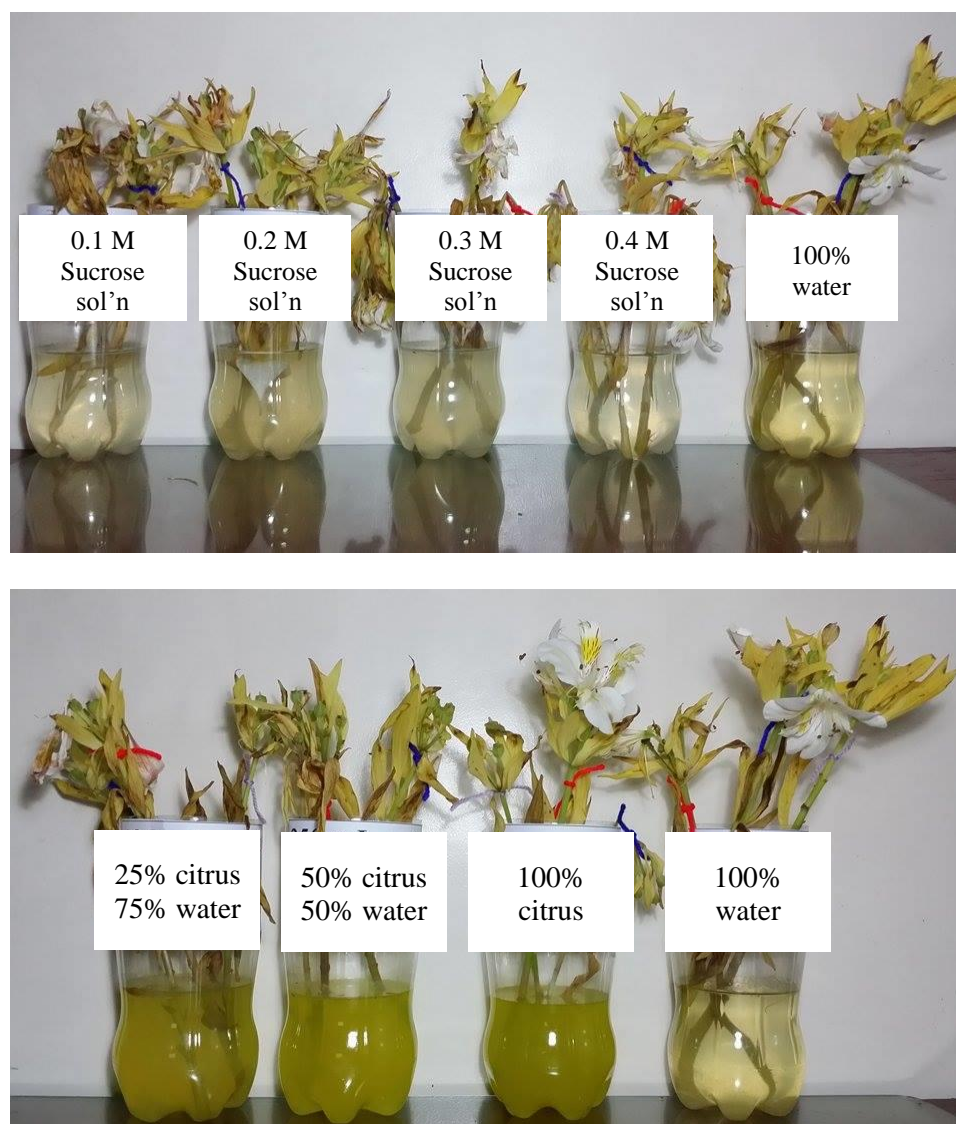 0.1 M
Sucrose
sol’n
0.2 M
Sucrose
sol’n
0.3 M
Sucrose
sol’n
0.4 M
Sucrose
sol’n
100%
water
25% citrus
75% water
50% citrus
50% water
100%
citrus
100%
water